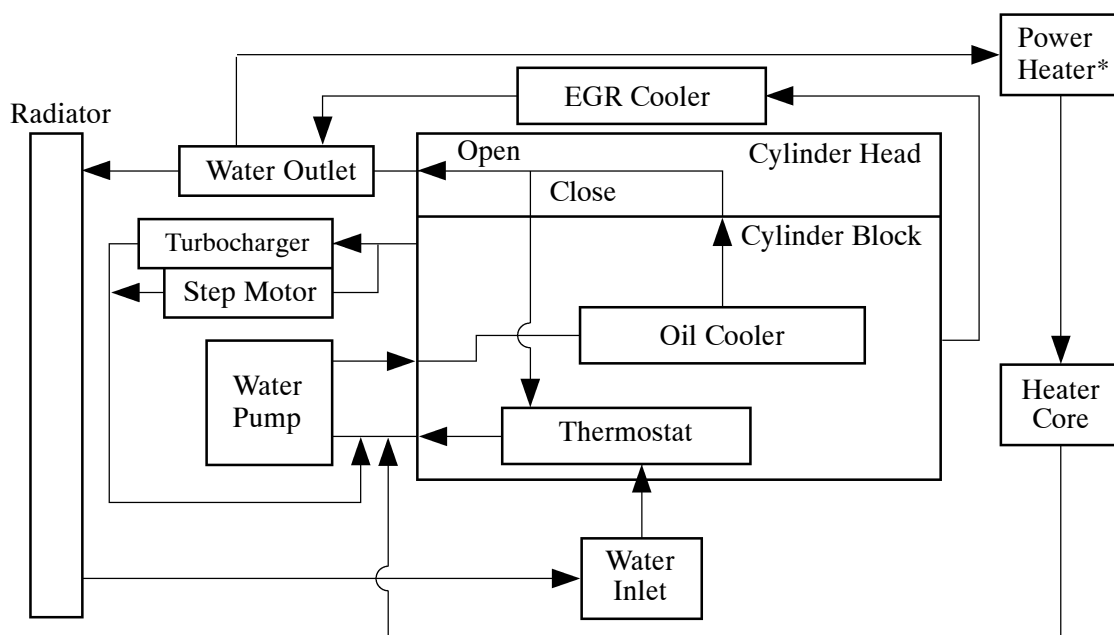 Power
Heater*
EGR Cooler
Radiator
Open
Cylinder Head
Water Outlet
Close
Turbocharger
Cylinder Block
Step Motor
Oil Cooler
Water
Pump
Heater
Core
Thermostat
Water
Inlet